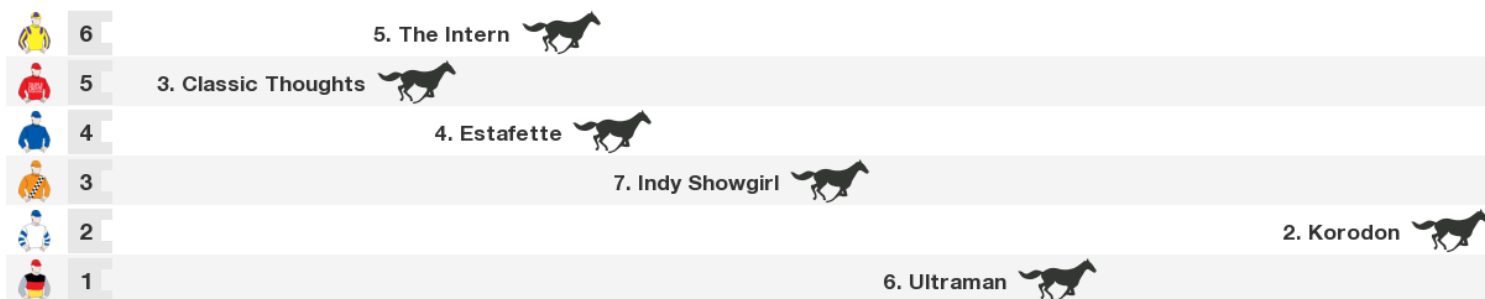 6 5. The Intern
5 3. Classic Thoughts
4 4. Estafette
3 7. Indy Showgirl
2 2. Korodon
1 6. Ultraman